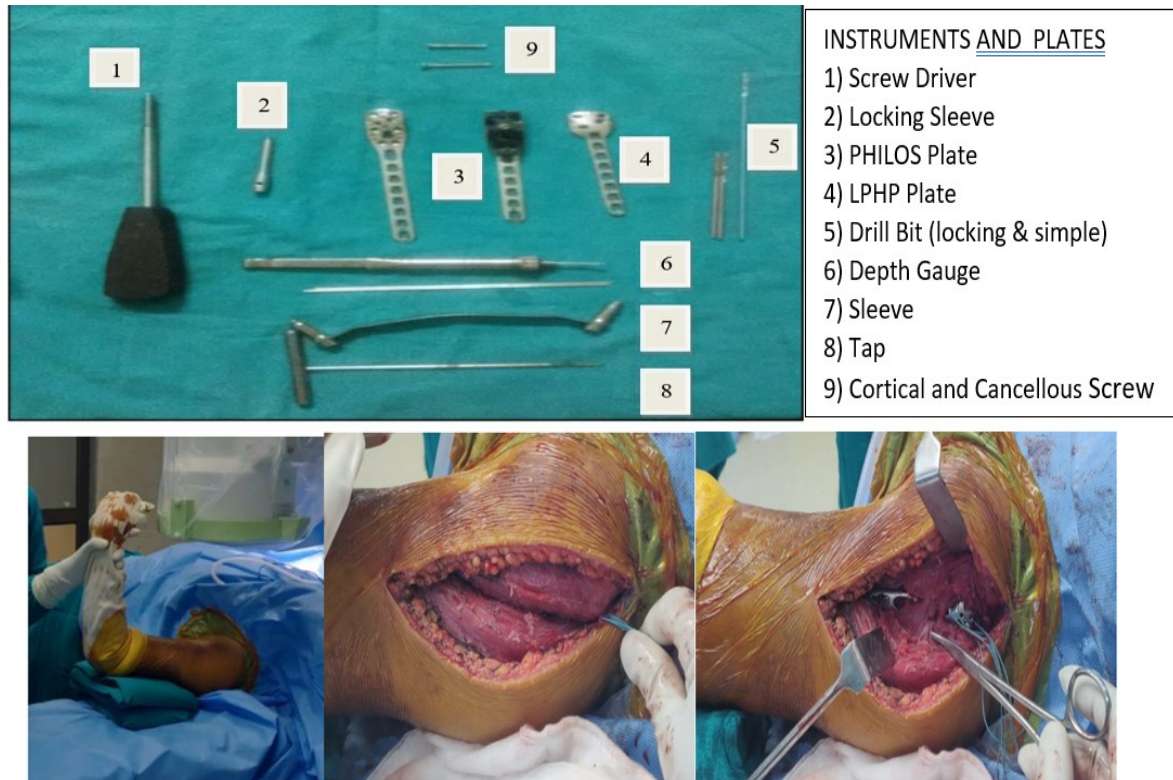 1
2
3
4
5
6
7
8
9
INSTRUMENTS AND PLATES
1) Screw Driver
2) Locking Sleeve
3) PHILOS Plate
4) LPHP Plate
5) Drill Bit (locking & simple)
6) Depth Gauge
7) Sleeve
8) Tap
9) Cortical and Cancellous Screw